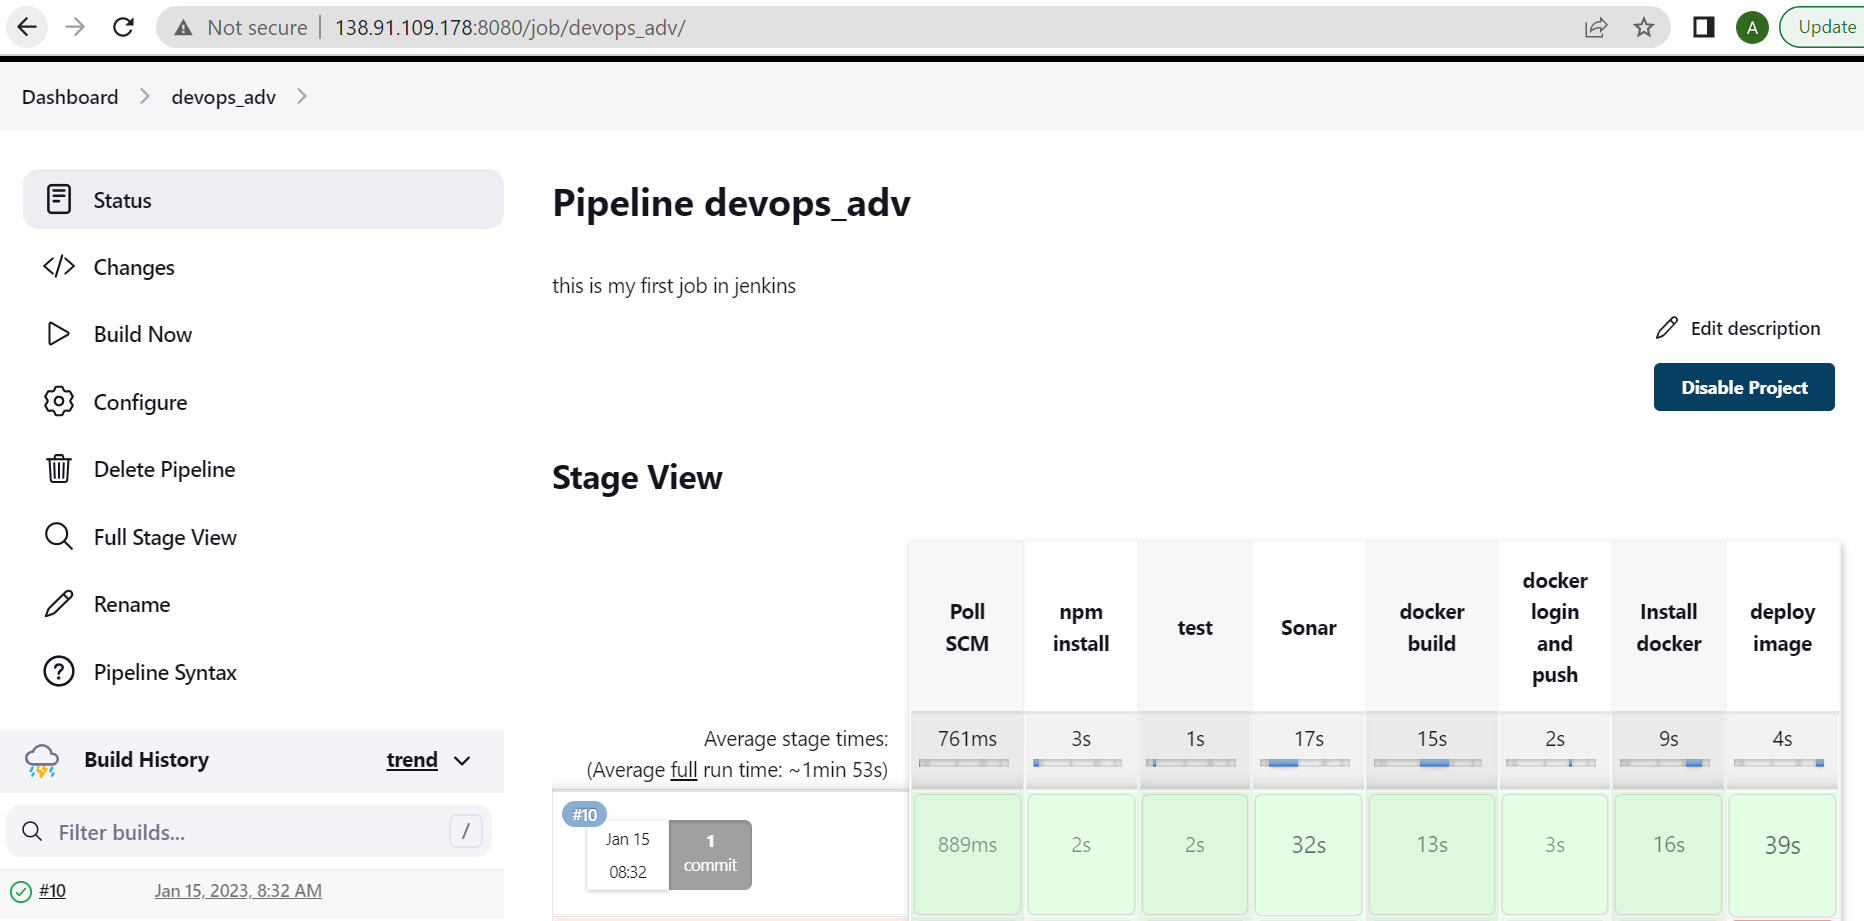 Not secure | 138.91.109.178:8080/job/devops_adv/
A
Update
Dashboard
devops_adv
Status
Changes
Build Now
Configure
Delete Pipeline
Full Stage View
Rename
Pipeline Syntax
Build History
trend
Filter builds...
/
#10
Jan 15, 2023, 8:32 AM
Pipeline devops_adv
this is my first job in jenkins
Edit description
Disable Project
Stage View
Poll
SCM
npm
install
test
Sonar
docker
build
docker
login
and
push
Install
docker
deploy
image
Average stage times:
(Average full run time: ~1min 53s)
761ms
3s
1s
17s
15s
2s
9s
4s
#10
Jan 15
08:32
1
commit
889ms
2s
2s
32s
13s
3s
16s
39s